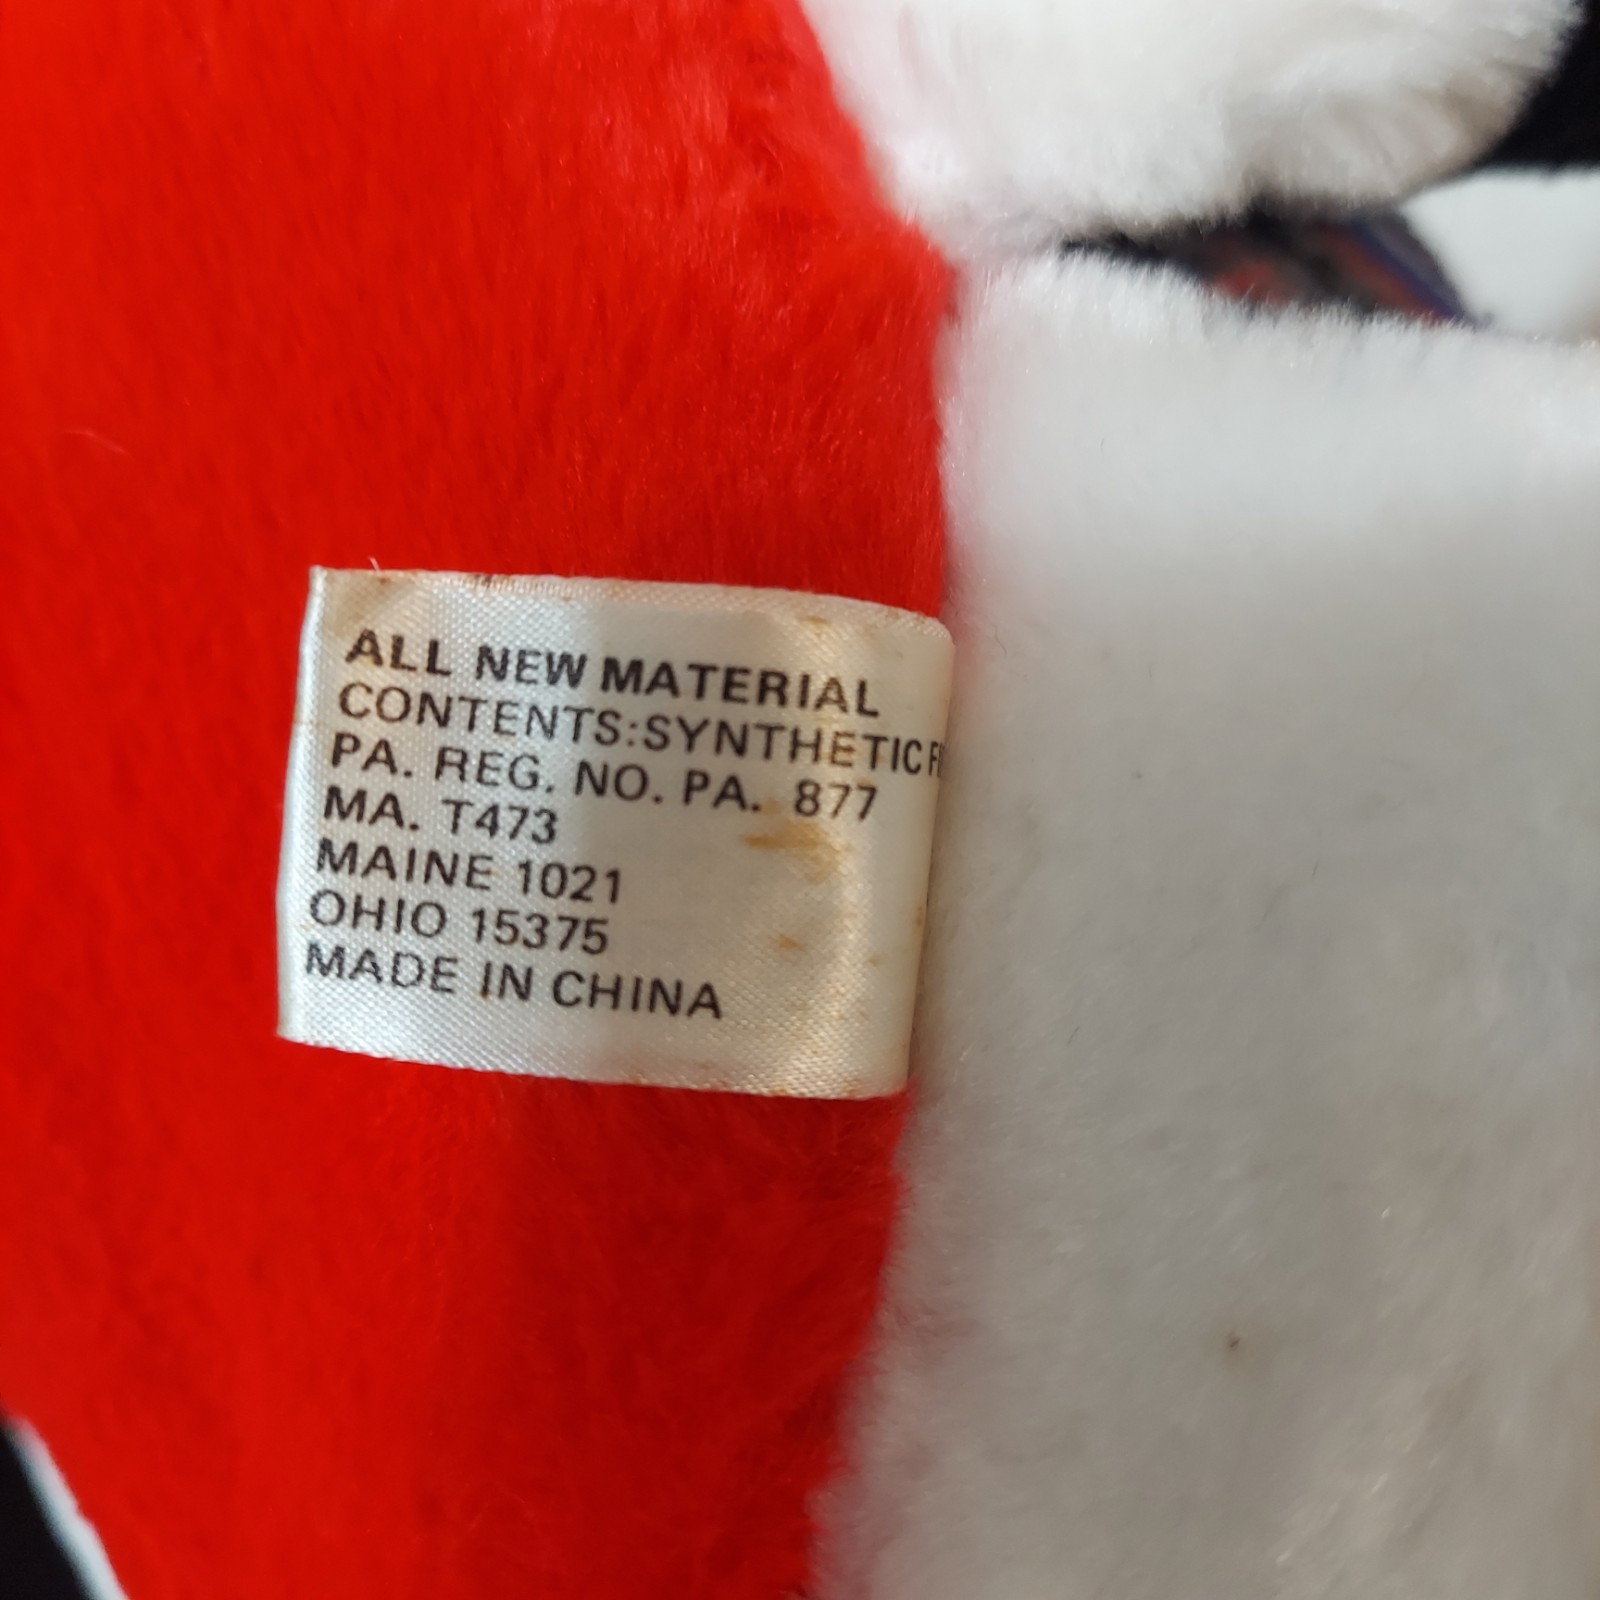 ALL NEW MATERIAL
CONTENTS:SYNTHETIC
PA. REG. NO. PA. 877
MA. T473
MAINE 1021
OHIO 15375
MADE IN CHINA